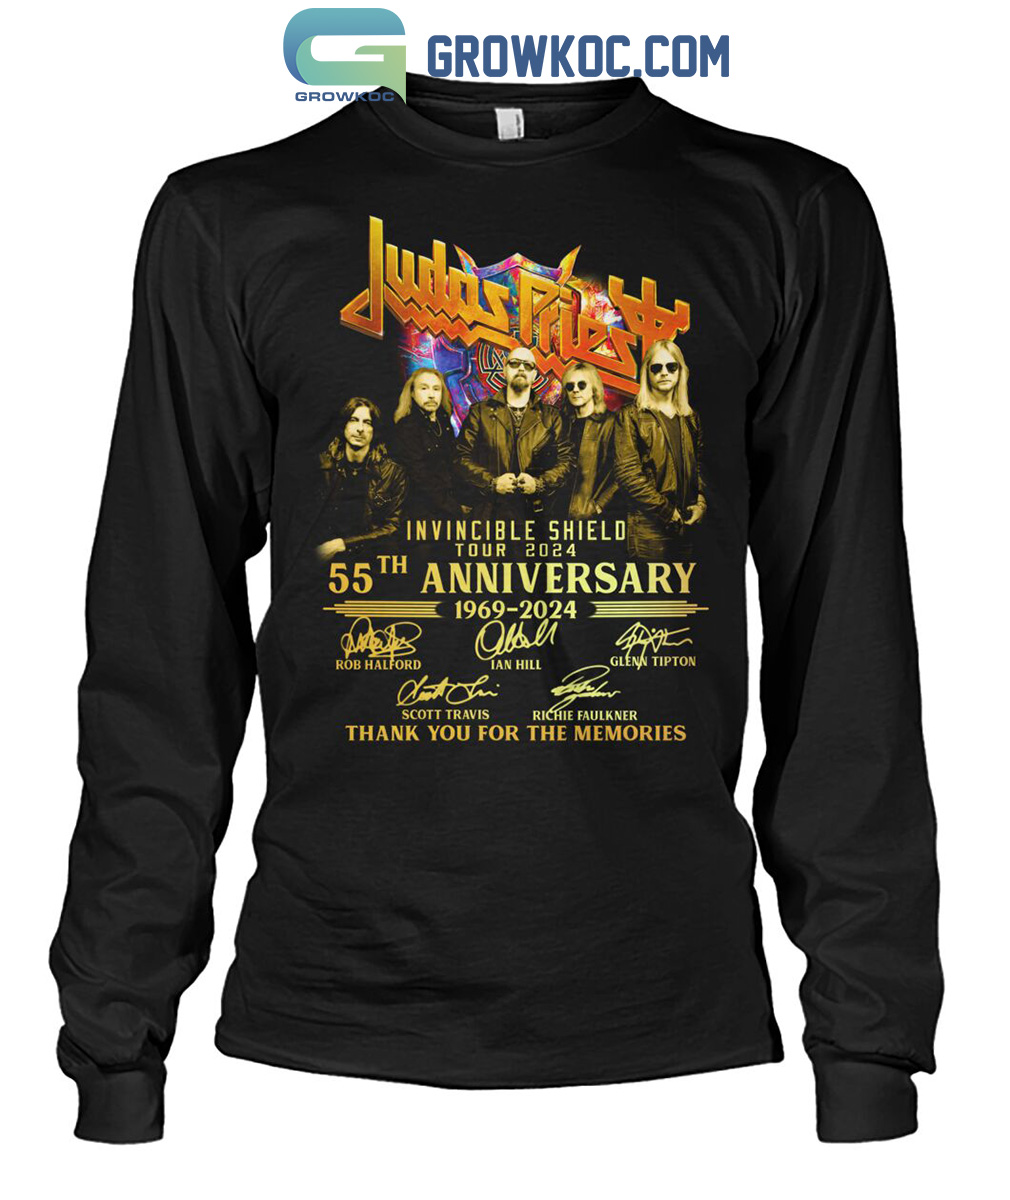 GROWKOC.COM
GROWKOC
Judas Priest
INVINCIBLE SHIELD
TOUR 2024
55TH ANNIVERSARY
1969-2024
ROB HALFORD IAN HILL GLENN TIPTON
SCOTT TRAVIS RICHIE FAULKNER
THANK YOU FOR THE MEMORIES